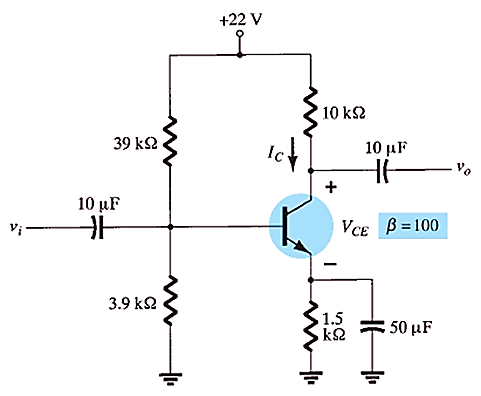 +22 V
10 kΩ
39 kΩ
I_C
10 μF
v_o
+
10 μF
v_i
V_CE
β = 100
−
3.9 kΩ
1.5
kΩ
50 μF